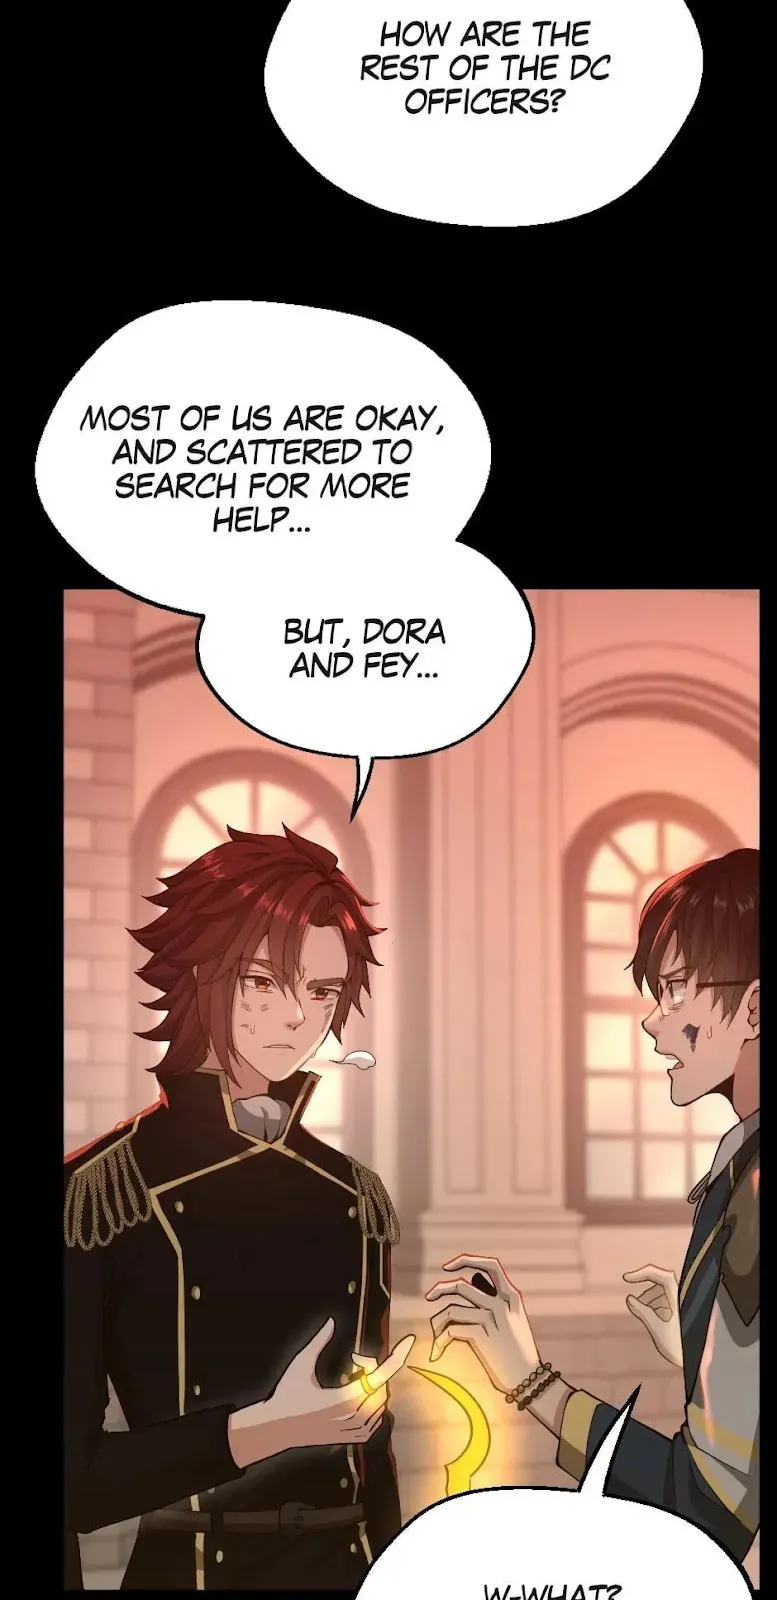 HOW ARE THE
REST OF THE DC
OFFICERS?
MOST OF US ARE OKAY,
AND SCATTERED TO
SEARCH FOR MORE
HELP...
BUT, DORA
AND FEY...
W-WHAT?